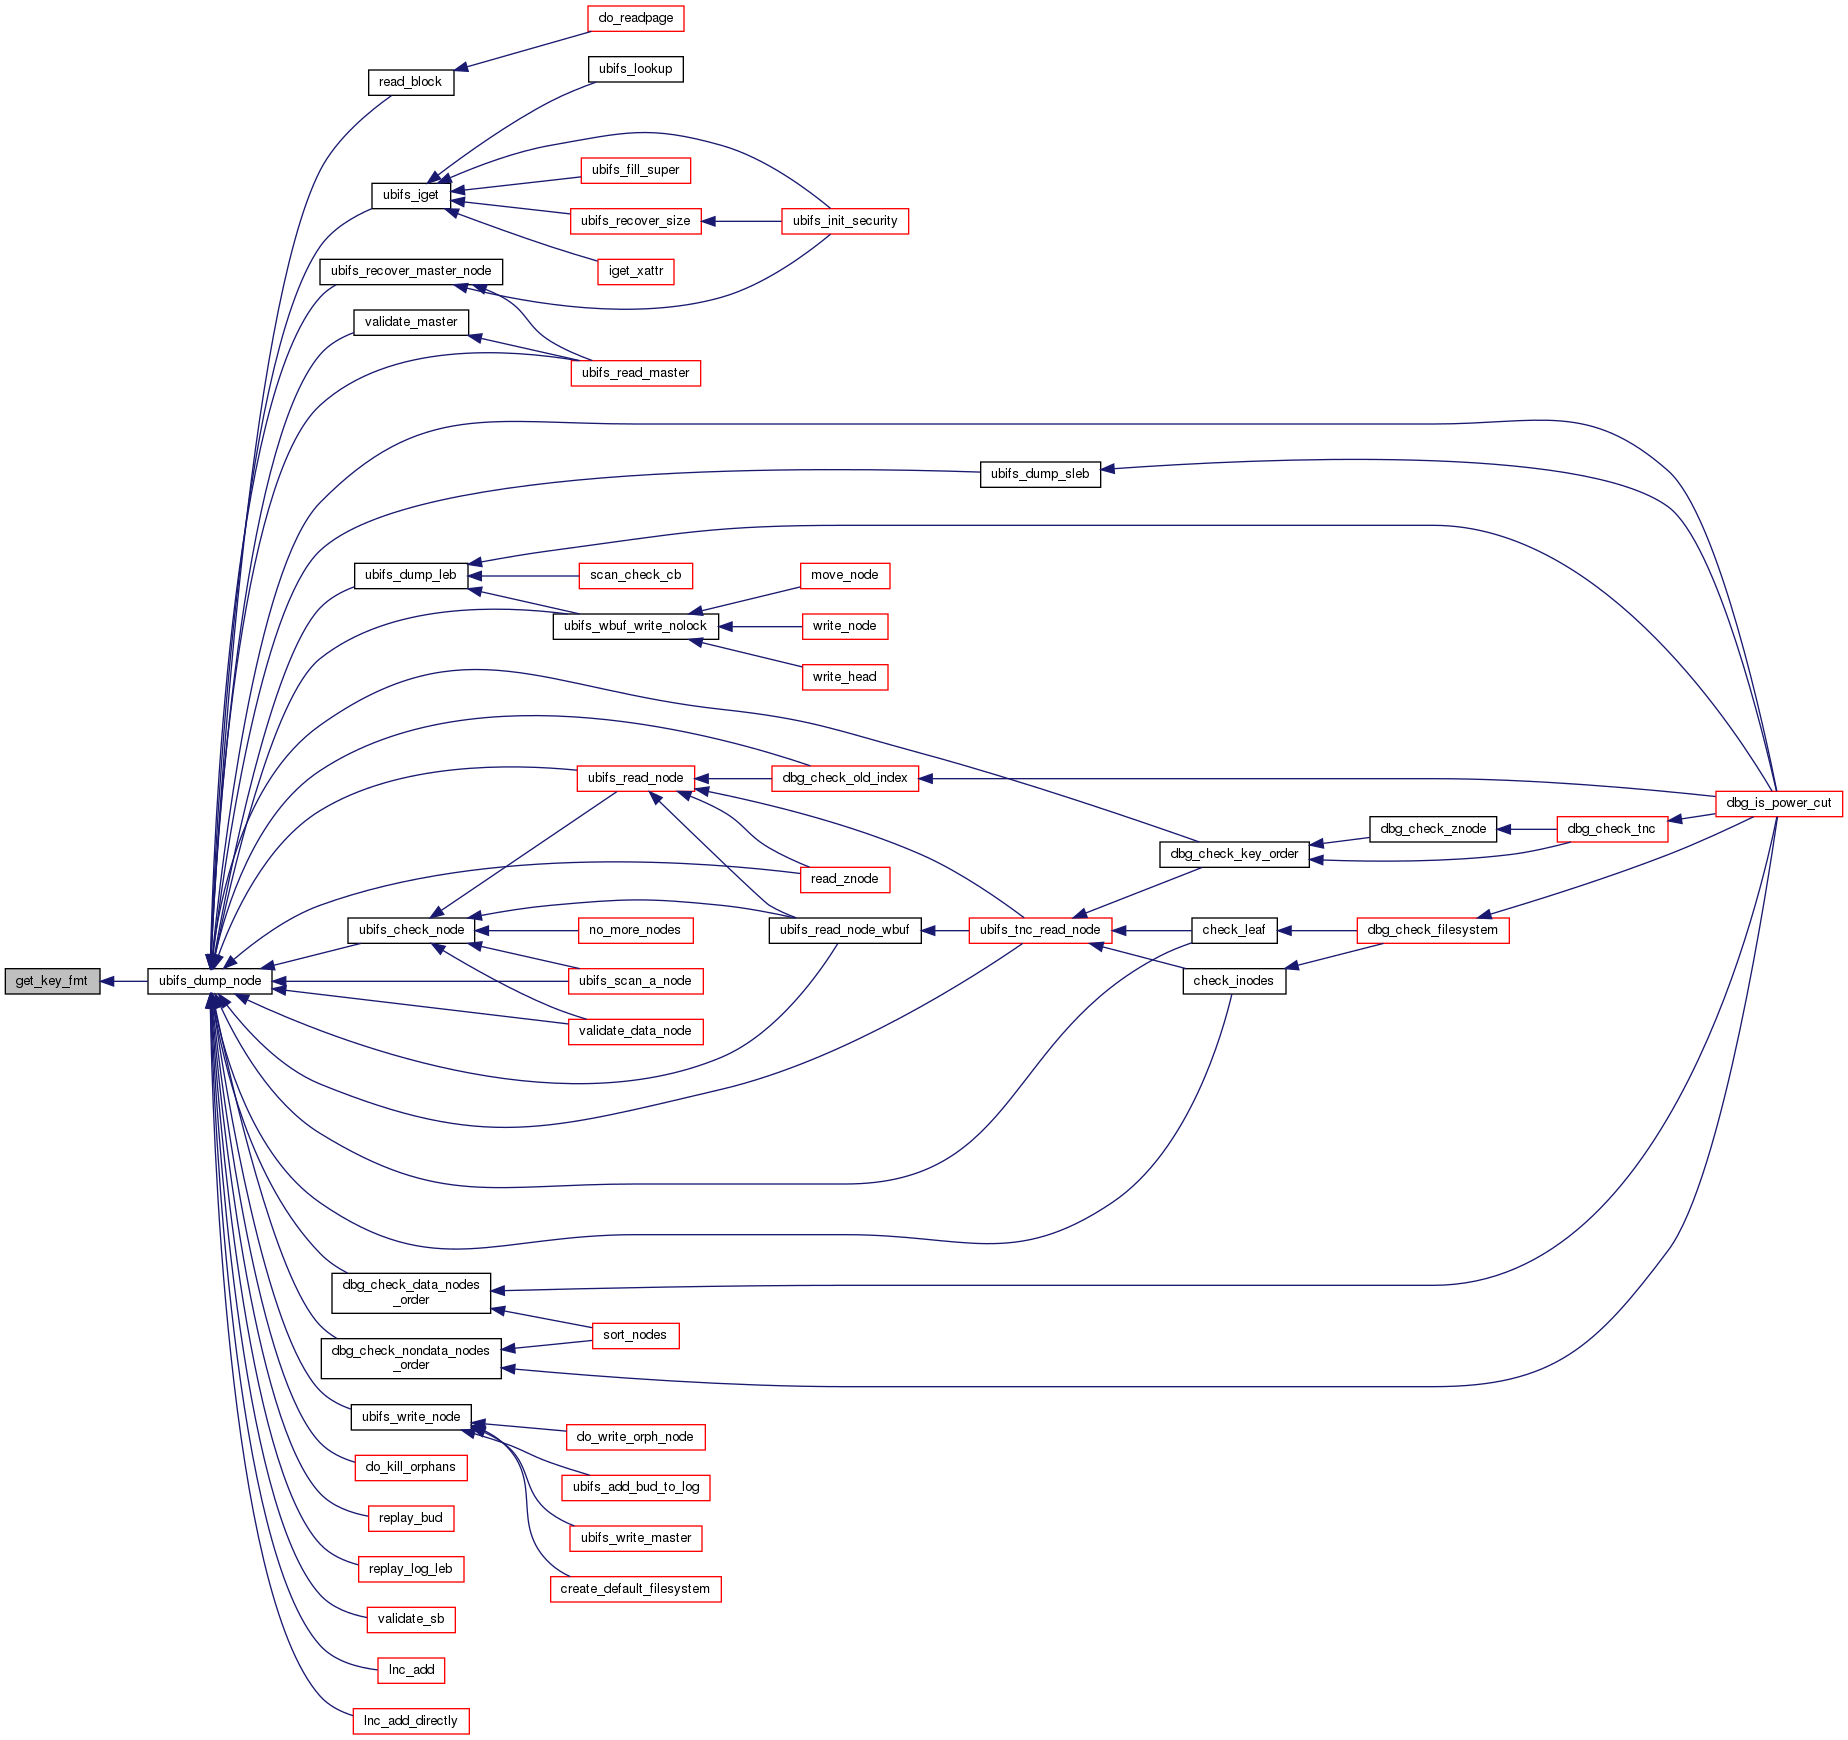 do_readpage
ubifs_lookup
read_block
ubifs_fill_super
ubifs_iget
ubifs_recover_size
ubifs_init_security
ubifs_recover_master_node
iget_xattr
validate_master
ubifs_read_master
ubifs_dump_sleb
ubifs_dump_leb
scan_check_cb
move_node
ubifs_wbuf_write_nolock
write_node
write_head
ubifs_read_node
dbg_check_old_index
dbg_is_power_cut
dbg_check_znode
dbg_check_tnc
dbg_check_key_order
read_znode
ubifs_check_node
no_more_nodes
ubifs_read_node_wbuf
ubifs_tnc_read_node
check_leaf
dbg_check_filesystem
get_key_fmt
ubifs_dump_node
ubifs_scan_a_node
check_inodes
validate_data_node
dbg_check_data_nodes
_order
sort_nodes
dbg_check_nondata_nodes
_order
ubifs_write_node
do_write_orph_node
do_kill_orphans
ubifs_add_bud_to_log
replay_bud
ubifs_write_master
replay_log_leb
create_default_filesystem
validate_sb
lnc_add
lnc_add_directly